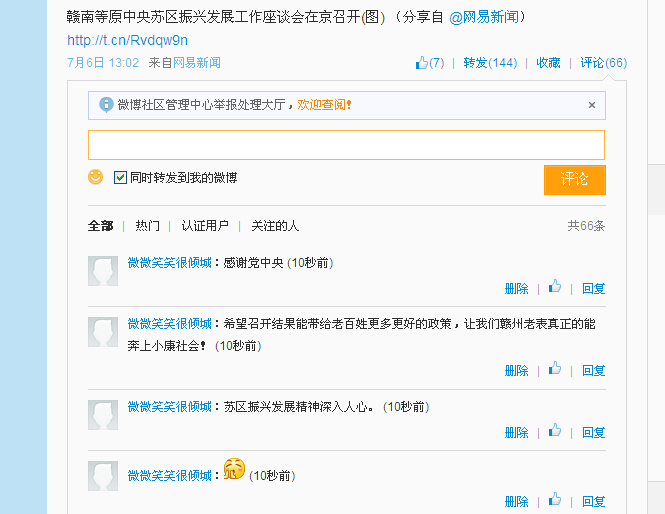 赣南等原中央苏区振兴发展工作座谈会在京召开(图) （分享自 @网易新闻）
http://t.cn/Rvdqw9n
7月6日 13:02 来自网易新闻 (7) | 转发(144) | 收藏 | 评论(66)
微博社区管理中心举报处理大厅，欢迎查阅! ×
同时转发到我的微博 评论
全部 | 热门 | 认证用户 | 关注的人 共66条
微微笑笑很倾城：感谢党中央 (10秒前)
删除 | | 回复
微微笑笑很倾城：希望召开结果能带给老百姓更多更好的政策，让我们赣州老表真正的能
奔上小康社会！ (10秒前)
删除 | | 回复
微微笑笑很倾城：苏区振兴发展精神深入人心。 (10秒前)
删除 | | 回复
微微笑笑很倾城： (10秒前)
删除 | | 回复